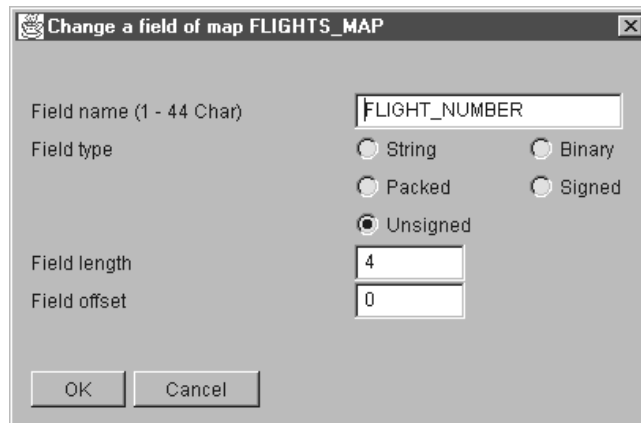 Change a field of map FLIGHTS_MAP
Field name (1 - 44 Char) FLIGHT_NUMBER
Field type String Binary
Packed Signed
Unsigned
Field length 4
Field offset 0
OK Cancel